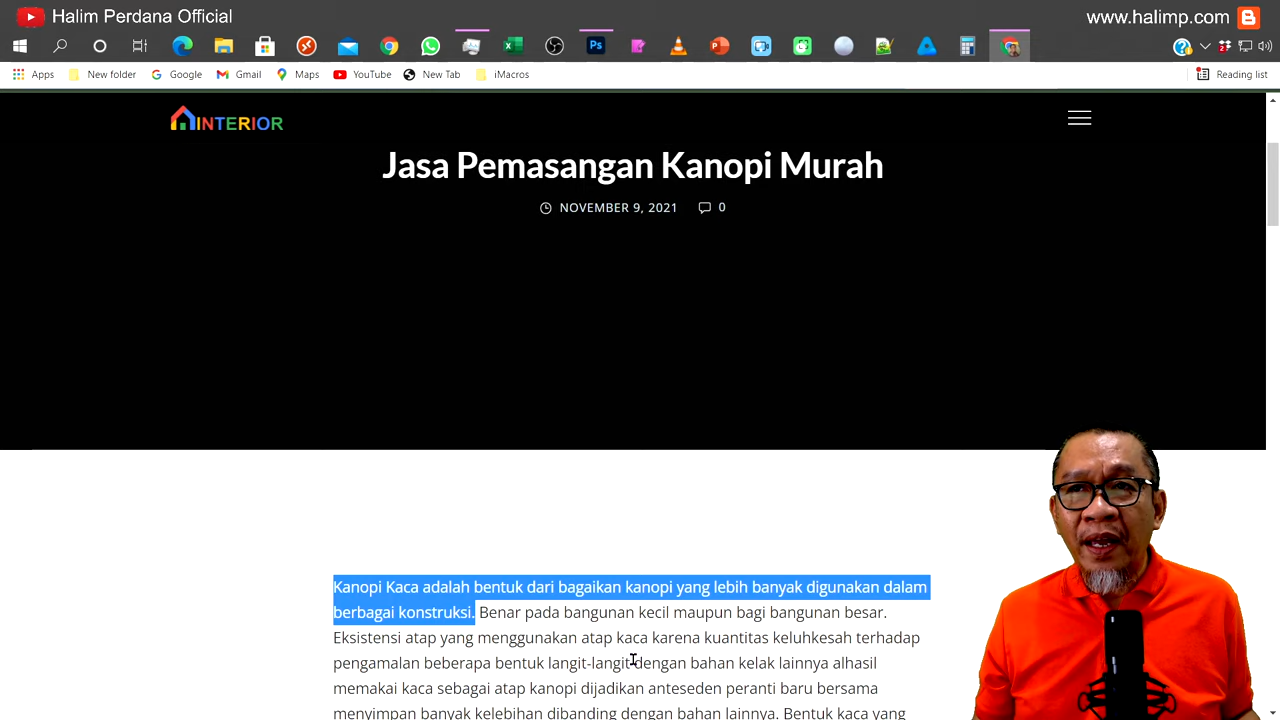 Halim Perdana Official
www.halimp.com
Apps New folder Google Gmail Maps YouTube New Tab iMacros Reading list
INTERIOR
Jasa Pemasangan Kanopi Murah
NOVEMBER 9, 2021 0
Kanopi Kaca adalah bentuk dari bagaikan kanopi yang lebih banyak digunakan dalam
berbagai konstruksi. Benar pada bangunan kecil maupun bagi bangunan besar.
Eksistensi atap yang menggunakan atap kaca karena kuantitas keluhkesah terhadap
pengamalan beberapa bentuk langit-langit dengan bahan kelak lainnya alhasil
memakai kaca sebagai atap kanopi dijadikan anteseden peranti baru bersama
menyimpan banyak kelebihan dibanding dengan bahan lainnya. Bentuk kaca yang